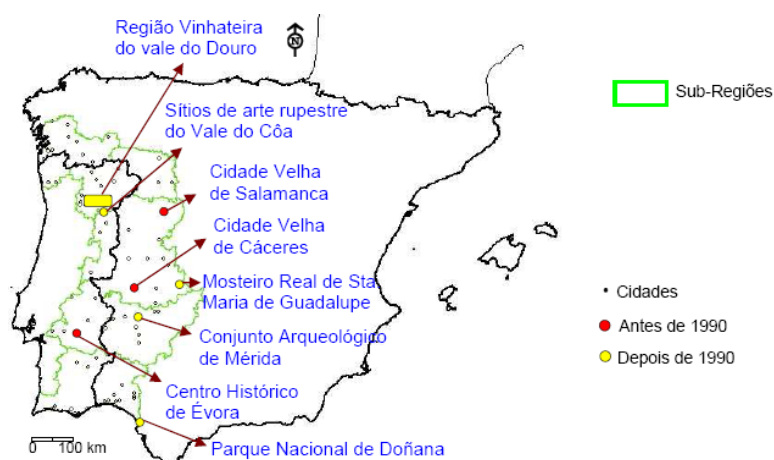 Região Vinhateira
do vale do Douro
N
Sítios de arte rupestre
do Vale do Côa
Cidade Velha
de Salamanca
Cidade Velha
de Cáceres
Mosteiro Real de Sta
Maria de Guadalupe
Conjunto Arqueológico
de Mérida
Centro Histórico
de Évora
Parque Nacional de Doñana
0 100 km
Sub-Regiões
Cidades
Antes de 1990
Depois de 1990